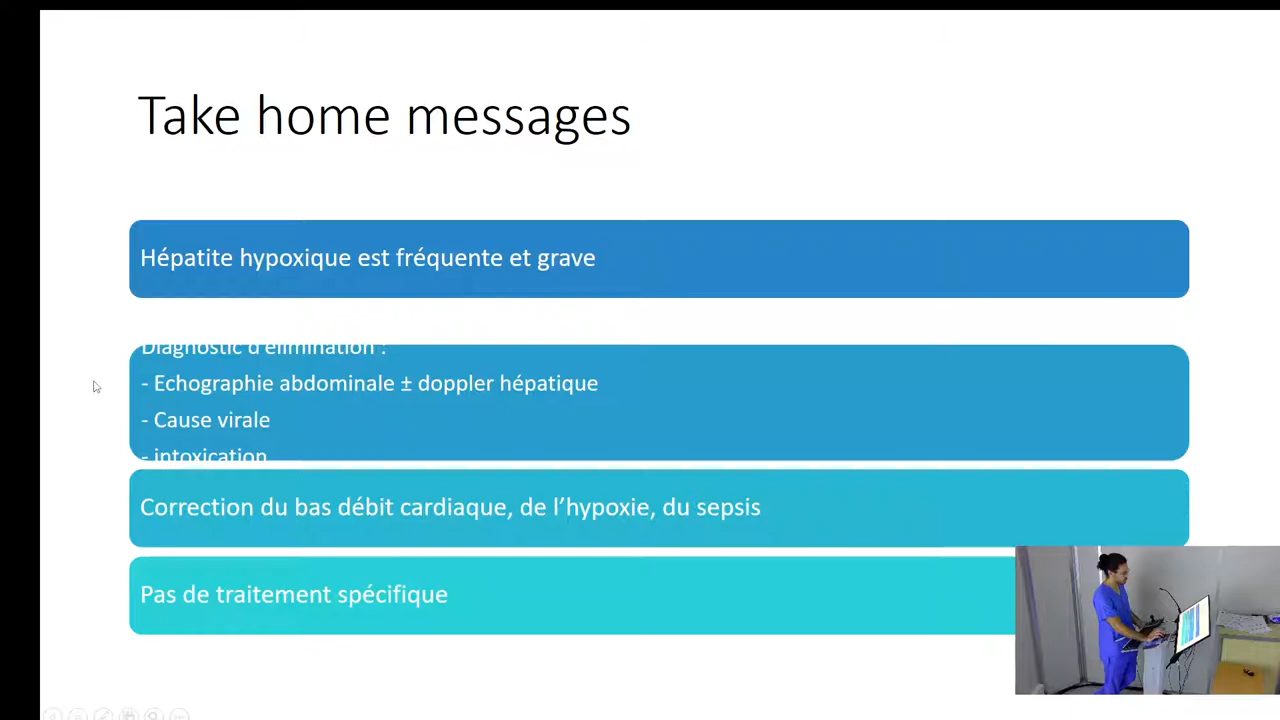 Take home messages
Hépatite hypoxique est fréquente et grave
Diagnostic d'élimination :
- Echographie abdominale ± doppler hépatique
- Cause virale
- intoxication
Correction du bas débit cardiaque, de l’hypoxie, du sepsis
Pas de traitement spécifique